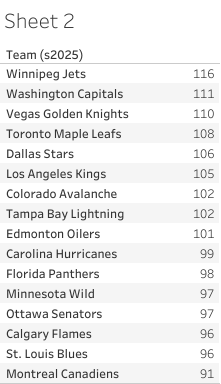 Sheet 2
Team (s2025)
Winnipeg Jets 116
Washington Capitals 111
Vegas Golden Knights 110
Toronto Maple Leafs 108
Dallas Stars 106
Los Angeles Kings 105
Colorado Avalanche 102
Tampa Bay Lightning 102
Edmonton Oilers 101
Carolina Hurricanes 99
Florida Panthers 98
Minnesota Wild 97
Ottawa Senators 97
Calgary Flames 96
St. Louis Blues 96
Montreal Canadiens 91